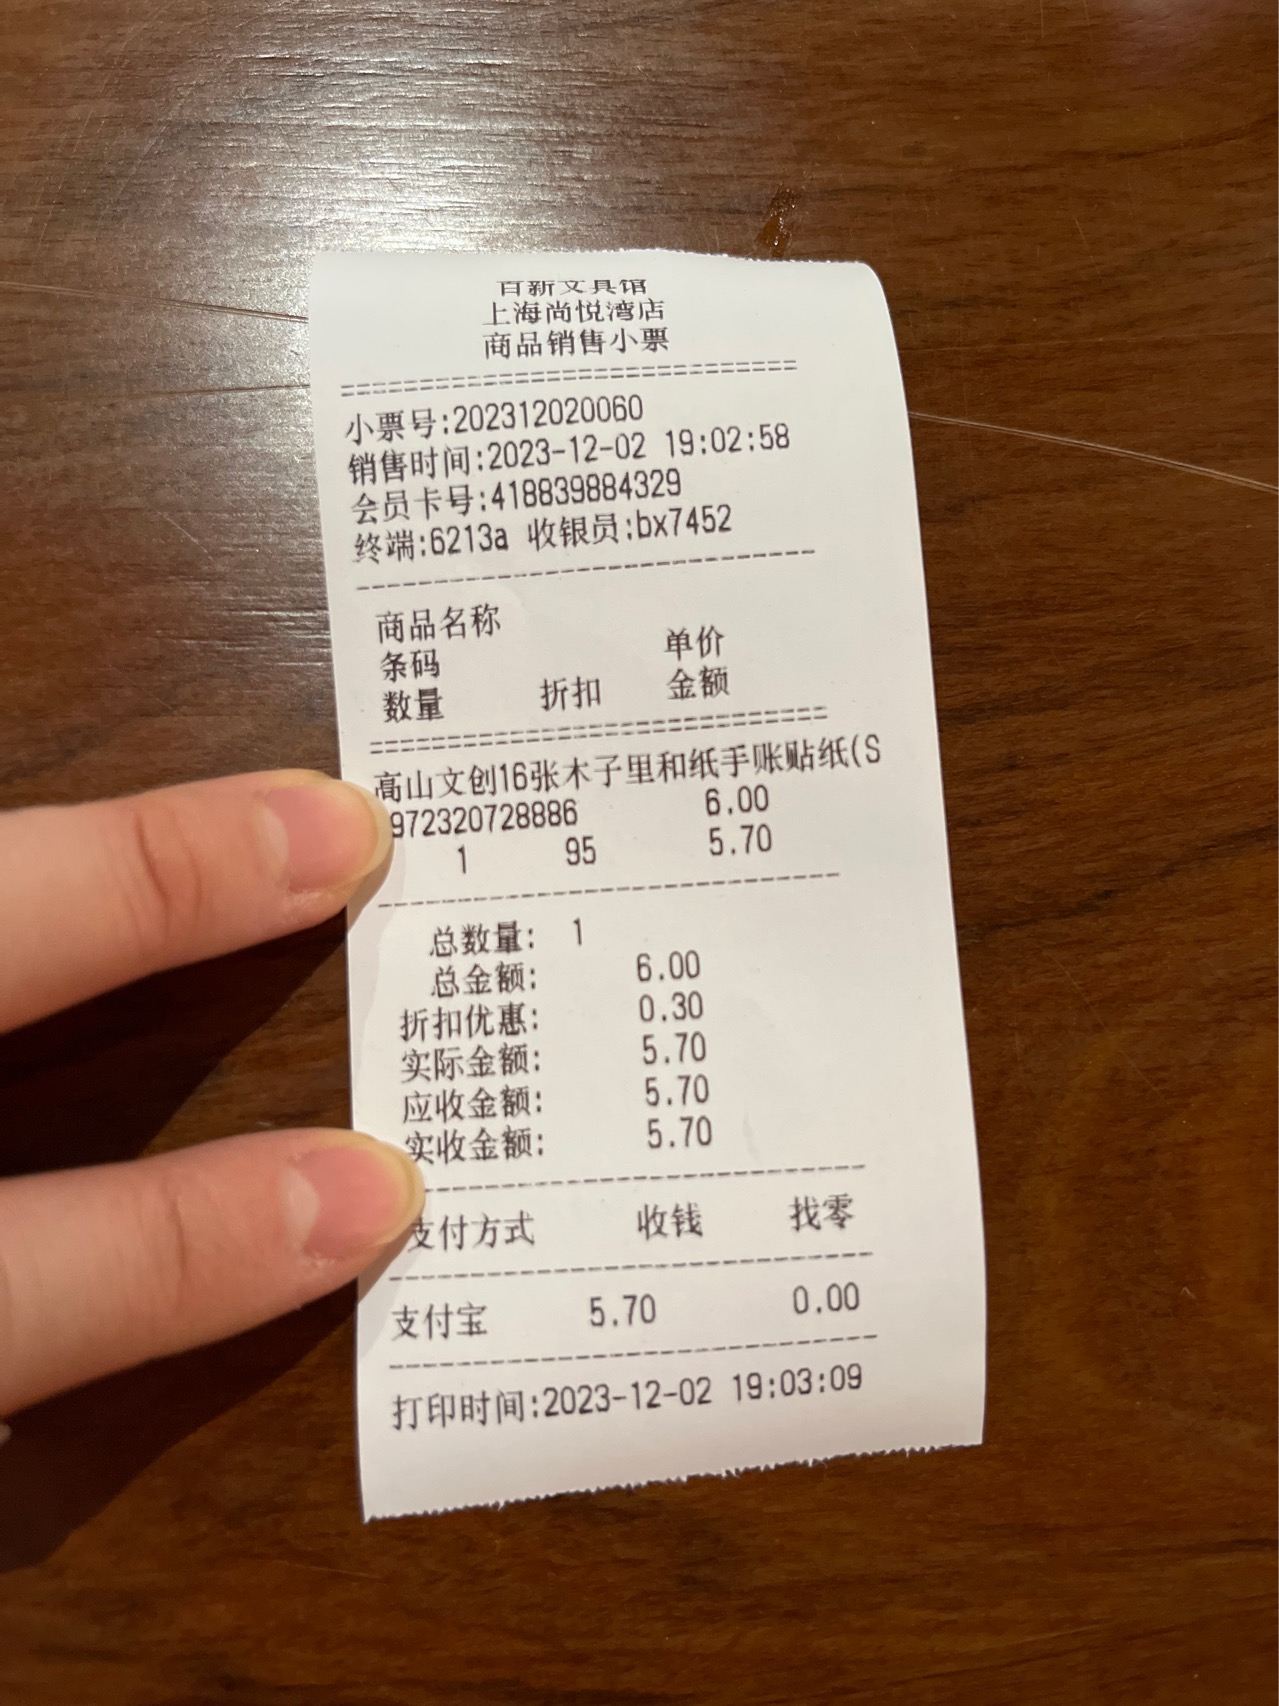 百新文具馆
上海尚悦湾店
商品销售小票
============================
小票号:202312020060
销售时间:2023-12-02 19:02:58
会员卡号:418839884329
终端:6213a 收银员:bx7452
----------------------------
商品名称
条码 单价
数量 折扣 金额
============================
高山文创16张木子里和纸手账贴纸(S
972320728886 6.00
1 95 5.70
----------------------------
总数量: 1
总金额: 6.00
折扣优惠: 0.30
实际金额: 5.70
应收金额: 5.70
实收金额: 5.70
----------------------------
支付方式 收钱 找零
----------------------------
支付宝 5.70 0.00
----------------------------
打印时间:2023-12-02 19:03:09